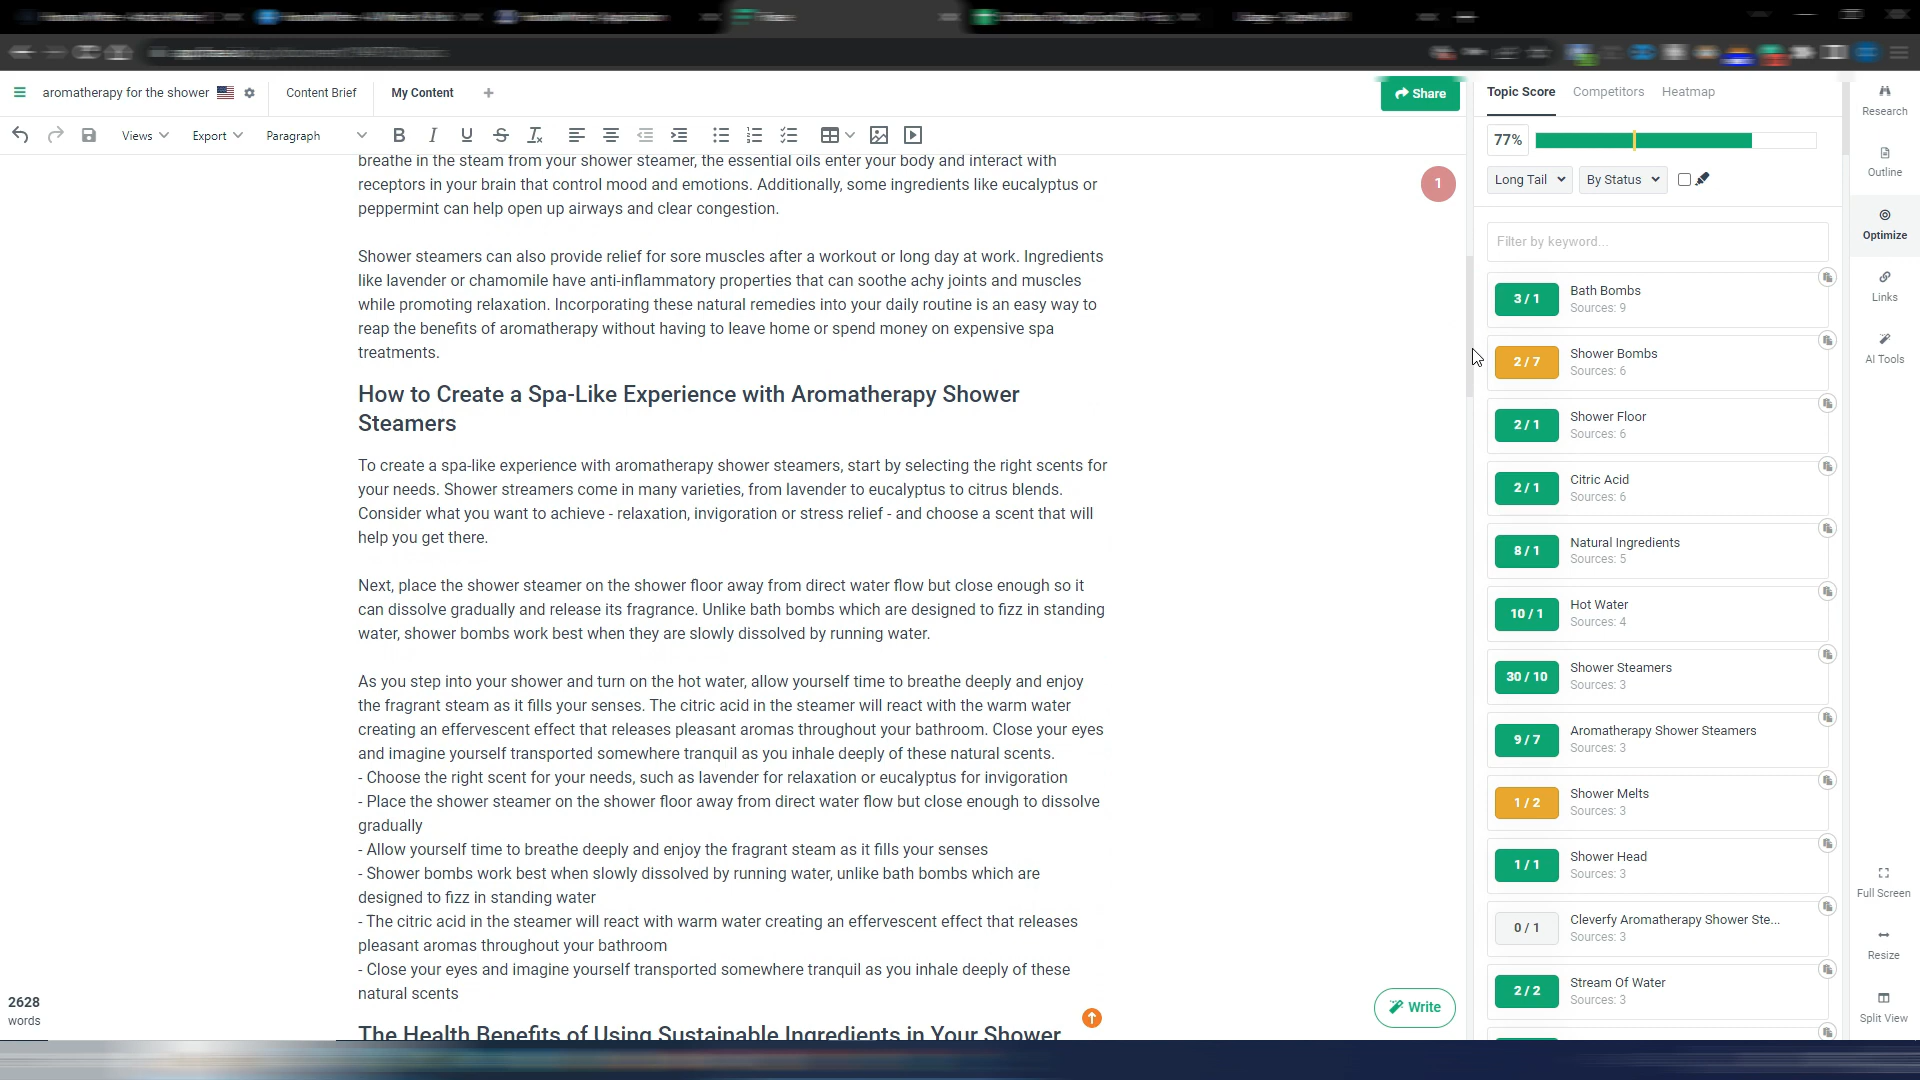 aromatherapy for the shower
Content Brief
My Content
Share
Views
Export
Paragraph
breathe in the steam from your shower steamer, the essential oils enter your body and interact with
receptors in your brain that control mood and emotions. Additionally, some ingredients like eucalyptus or
peppermint can help open up airways and clear congestion.
Shower steamers can also provide relief for sore muscles after a workout or long day at work. Ingredients
like lavender or chamomile have anti-inflammatory properties that can soothe achy joints and muscles
while promoting relaxation. Incorporating these natural remedies into your daily routine is an easy way to
reap the benefits of aromatherapy without having to leave home or spend money on expensive spa
treatments.
How to Create a Spa-Like Experience with Aromatherapy Shower
Steamers
To create a spa-like experience with aromatherapy shower steamers, start by selecting the right scents for
your needs. Shower streamers come in many varieties, from lavender to eucalyptus to citrus blends.
Consider what you want to achieve - relaxation, invigoration or stress relief - and choose a scent that will
help you get there.
Next, place the shower steamer on the shower floor away from direct water flow but close enough so it
can dissolve gradually and release its fragrance. Unlike bath bombs which are designed to fizz in standing
water, shower bombs work best when they are slowly dissolved by running water.
As you step into your shower and turn on the hot water, allow yourself time to breathe deeply and enjoy
the fragrant steam as it fills your senses. The citric acid in the steamer will react with the warm water
creating an effervescent effect that releases pleasant aromas throughout your bathroom. Close your eyes
and imagine yourself transported somewhere tranquil as you inhale deeply of these natural scents.
- Choose the right scent for your needs, such as lavender for relaxation or eucalyptus for invigoration
- Place the shower steamer on the shower floor away from direct water flow but close enough to dissolve
gradually
- Allow yourself time to breathe deeply and enjoy the fragrant steam as it fills your senses
- Shower bombs work best when slowly dissolved by running water, unlike bath bombs which are
designed to fizz in standing water
- The citric acid in the steamer will react with warm water creating an effervescent effect that releases
pleasant aromas throughout your bathroom
- Close your eyes and imagine yourself transported somewhere tranquil as you inhale deeply of these
natural scents
The Health Benefits of Using Sustainable Ingredients in Your Shower
2628
words
1
Write
Topic Score
Competitors
Heatmap
77%
Long Tail
By Status
Filter by keyword...
3 / 1
Bath Bombs
Sources: 9
2 / 7
Shower Bombs
Sources: 6
2 / 1
Shower Floor
Sources: 6
2 / 1
Citric Acid
Sources: 6
8 / 1
Natural Ingredients
Sources: 5
10 / 1
Hot Water
Sources: 4
30 / 10
Shower Steamers
Sources: 3
9 / 7
Aromatherapy Shower Steamers
Sources: 3
1 / 2
Shower Melts
Sources: 3
1 / 1
Shower Head
Sources: 3
0 / 1
Cleverfy Aromatherapy Shower Ste...
Sources: 3
2 / 2
Stream Of Water
Sources: 3
Research
Outline
Optimize
Links
AI Tools
Full Screen
Resize
Split View